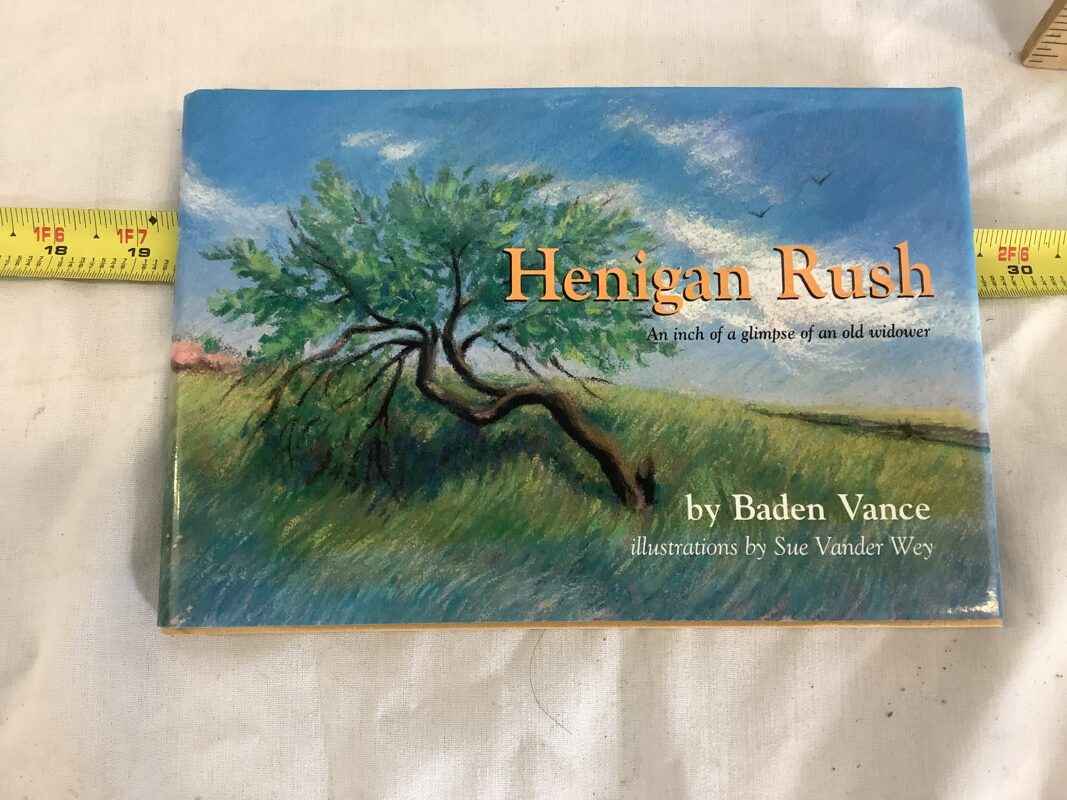 1F6 1F7
18 19
Henigan Rush
An inch of a glimpse of an old widower
2F6
30
by Baden Vance
illustrations by Sue Vander Wey